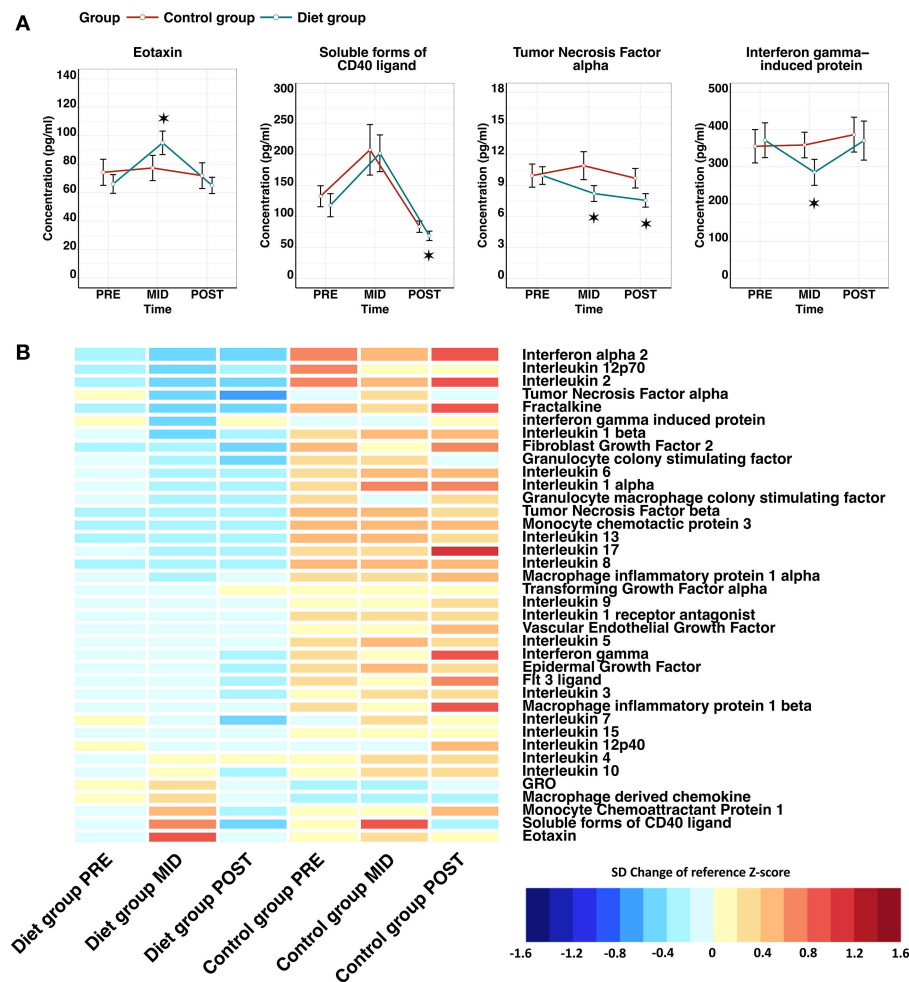 A
Group Control group Diet group
Eotaxin
Concentration (pg/ml)
140
120
100
80
60
40
20
0
PRE MID POST
Time
Soluble forms of
CD40 ligand
Concentration (pg/ml)
300
250
200
150
100
50
0
PRE MID POST
Time
Tumor Necrosis Factor
alpha
Concentration (pg/ml)
18
15
12
9
6
3
0
PRE MID POST
Time
Interferon gamma–
induced protein
Concentration (pg/ml)
500
400
300
200
100
0
PRE MID POST
Time
B
Interferon alpha 2
Interleukin 12p70
Interleukin 2
Tumor Necrosis Factor alpha
Fractalkine
interferon gamma induced protein
Interleukin 1 beta
Fibroblast Growth Factor 2
Granulocyte colony stimulating factor
Interleukin 6
Interleukin 1 alpha
Granulocyte macrophage colony stimulating factor
Tumor Necrosis Factor beta
Monocyte chemotactic protein 3
Interleukin 13
Interleukin 17
Interleukin 8
Macrophage inflammatory protein 1 alpha
Transforming Growth Factor alpha
Interleukin 9
Interleukin 1 receptor antagonist
Vascular Endothelial Growth Factor
Interleukin 5
Interferon gamma
Epidermal Growth Factor
Flt 3 ligand
Interleukin 3
Macrophage inflammatory protein 1 beta
Interleukin 7
Interleukin 15
Interleukin 12p40
Interleukin 4
Interleukin 10
GRO
Macrophage derived chemokine
Monocyte Chemoattractant Protein 1
Soluble forms of CD40 ligand
Eotaxin
Diet group PRE
Diet group MID
Diet group POST
Control group PRE
Control group MID
Control group POST
SD Change of reference Z-score
-1.6 -1.2 -0.8 -0.4 0 0.4 0.8 1.2 1.6